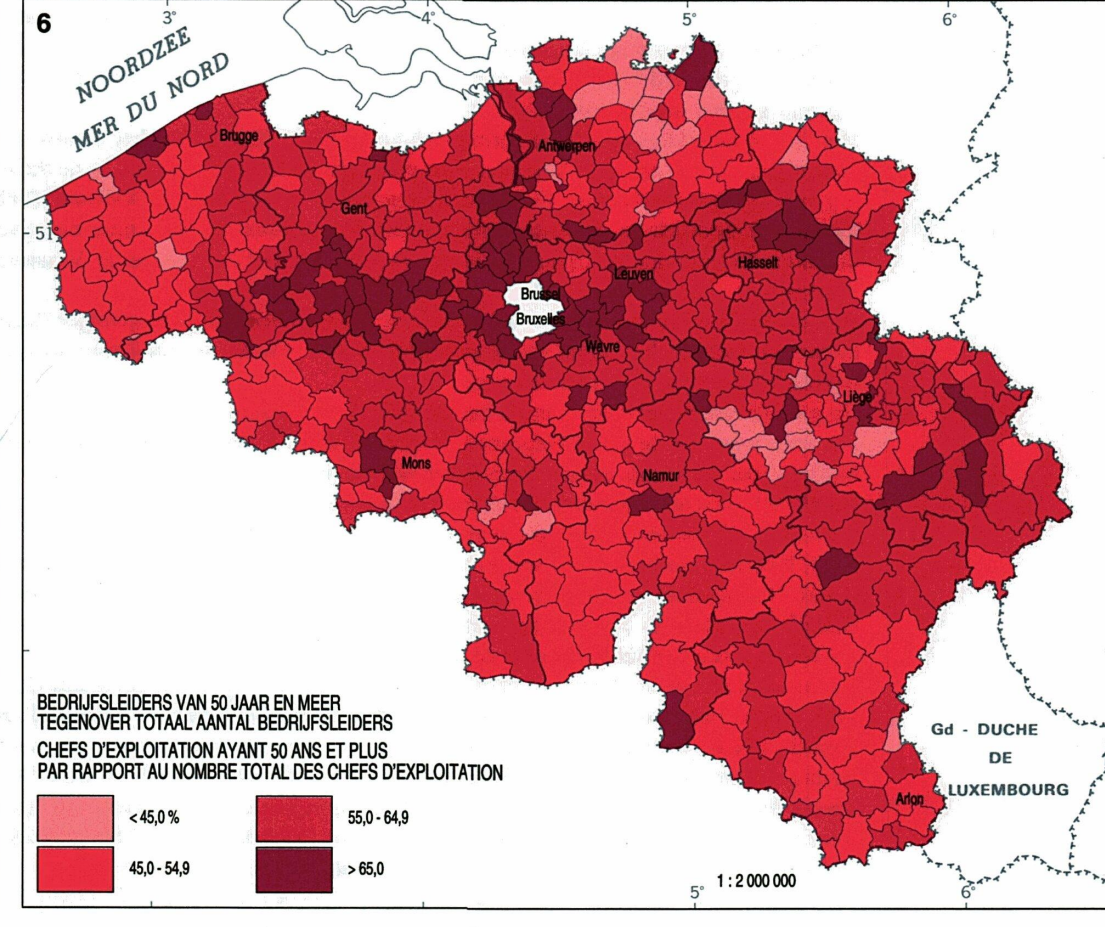 6
3°
4°
5°
6°
NOORDZEE
MER DU NORD
Brugge
Antwerpen
Gent
51°
Hasselt
Leuven
Brussel
Bruxelles
Wavre
Liège
Mons
Namur
BEDRIJFSLEIDERS VAN 50 JAAR EN MEER
TEGENOVER TOTAAL AANTAL BEDRIJFSLEIDERS
CHEFS D'EXPLOITATION AYANT 50 ANS ET PLUS
PAR RAPPORT AU NOMBRE TOTAL DES CHEFS D'EXPLOITATION
Gd - DUCHE
DE
LUXEMBOURG
Arlon
< 45,0 %
55,0 - 64,9
45,0 - 54,9
> 65,0
1 : 2 000 000
5°
6°